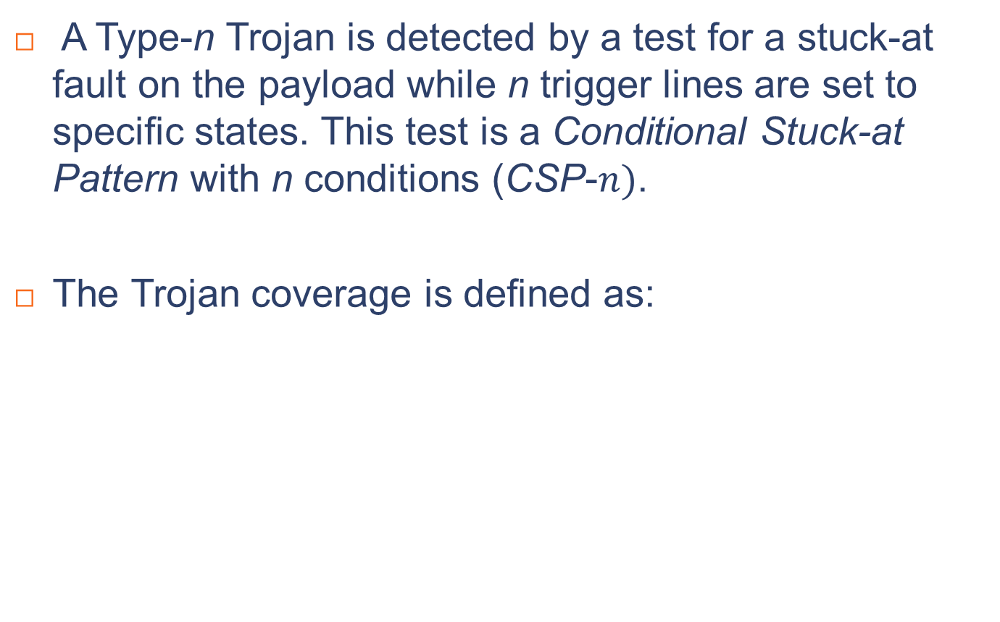 A Type-n Trojan is detected by a test for a stuck-at
fault on the payload while n trigger lines are set to
specific states. This test is a Conditional Stuck-at
Pattern with n conditions (CSP-n).
The Trojan coverage is defined as: